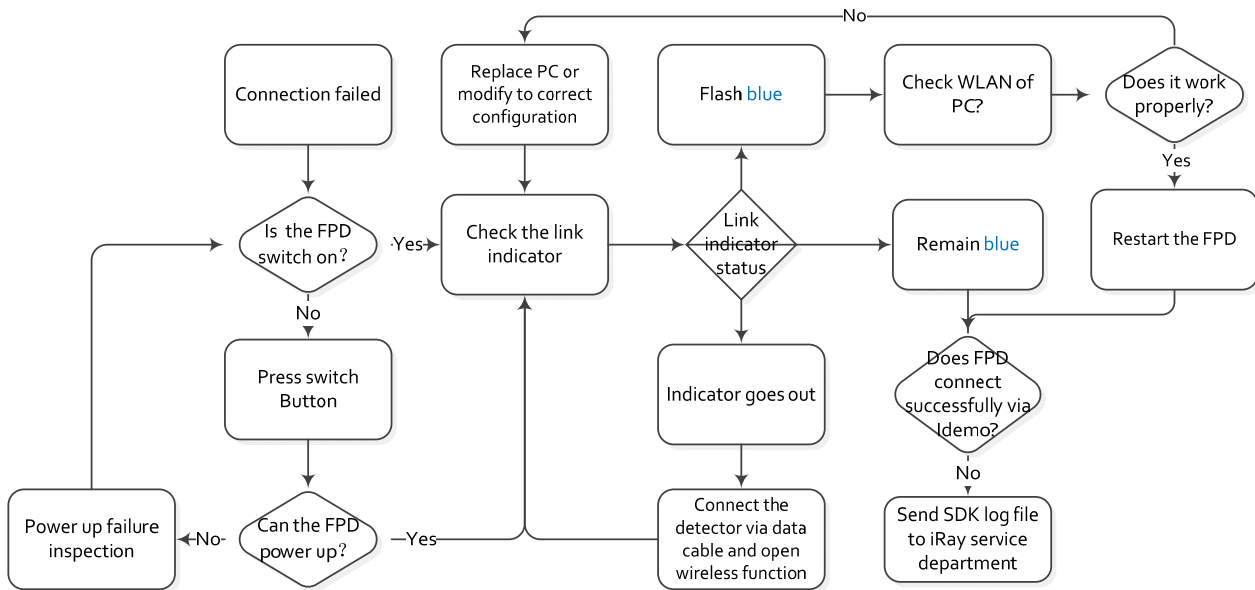 No
Connection failed
Replace PC or
modify to correct
configuration
Flash blue
Check WLAN of
PC?
Does it work
properly?
Yes
Is the FPD
switch on?
Yes
Check the link
indicator
Link
indicator
status
Remain blue
Restart the FPD
No
Press switch
Button
Indicator goes out
Does FPD
connect
successfully via
Idemo?
No
Power up failure
inspection
No
Can the FPD
power up?
Yes
Connect the
detector via data
cable and open
wireless function
Send SDK log file
to iRay service
department